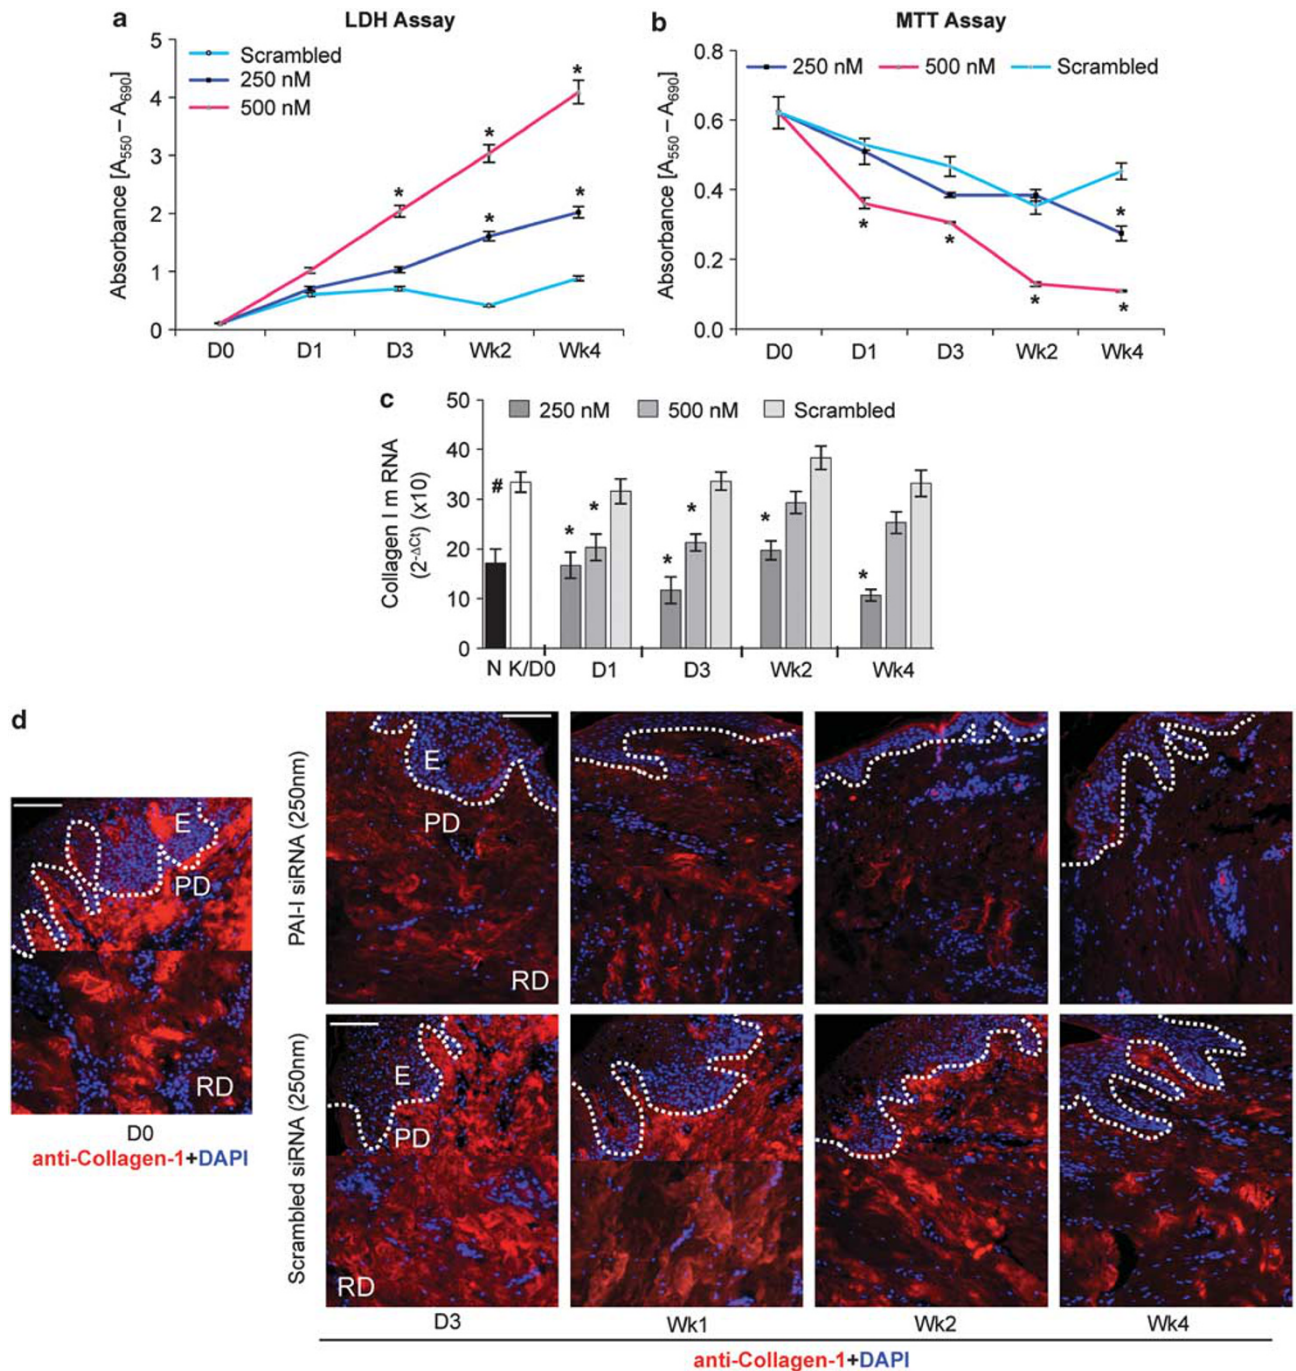 a
LDH Assay
Absorbance [A550 – A690]
5
4
3
2
1
0
Scrambled
250 nM
500 nM
*
*
*
*
*
D0
D1
D3
Wk2
Wk4
b
MTT Assay
Absorbance [A550 – A690]
0.8
0.6
0.4
0.2
0.0
250 nM
500 nM
Scrambled
*
*
*
*
*
D0
D1
D3
Wk2
Wk4
c
Collagen I m RNA
(2-ΔCt) (x10)
50
40
30
20
10
0
250 nM
500 nM
Scrambled
#
*
*
*
*
*
*
N K/D0
D1
D3
Wk2
Wk4
d
E
PD
RD
D0
anti-Collagen-1+DAPI
PAI-I siRNA (250nm)
E
PD
RD
Scrambled siRNA (250nm)
E
PD
RD
D3
Wk1
Wk2
Wk4
anti-Collagen-1+DAPI